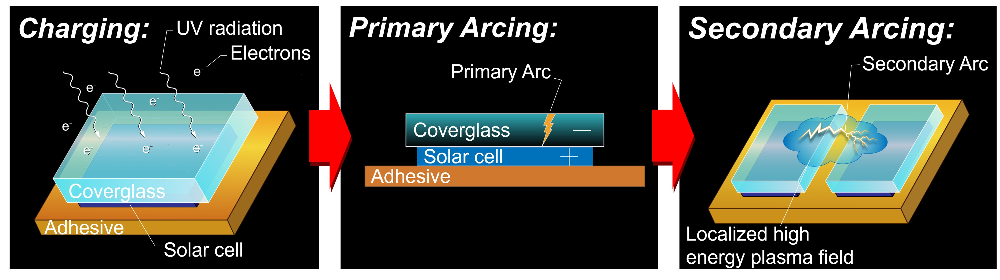 Charging:
UV radiation
Electrons
e-
e-
e-
e-
e-
e-
e-
Coverglass
Adhesive
Solar cell
Primary Arcing:
Primary Arc
Coverglass
—
Solar cell
+
Adhesive
Secondary Arcing:
Secondary Arc
Localized high
energy plasma field